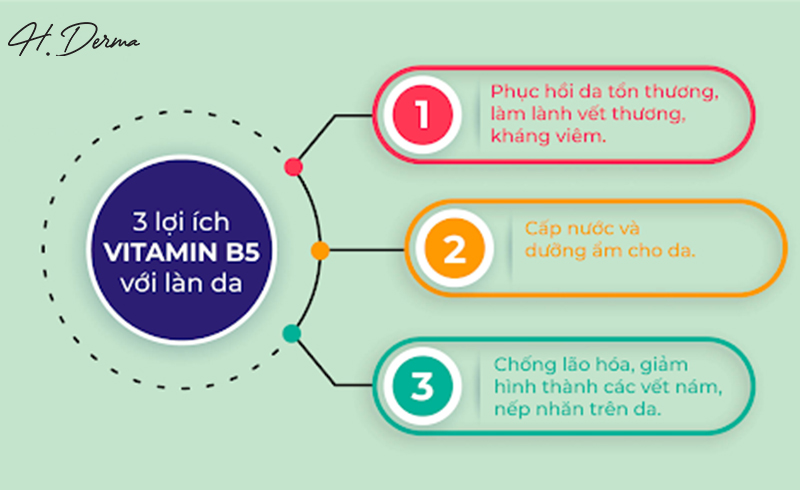 H. Derma
3 lợi ích
VITAMIN B5
với làn da
1
Phục hồi da tổn thương,
làm lành vết thương,
kháng viêm.
2
Cấp nước và
dưỡng ẩm cho da.
3
Chống lão hóa, giảm
hình thành các vết nám,
nếp nhăn trên da.